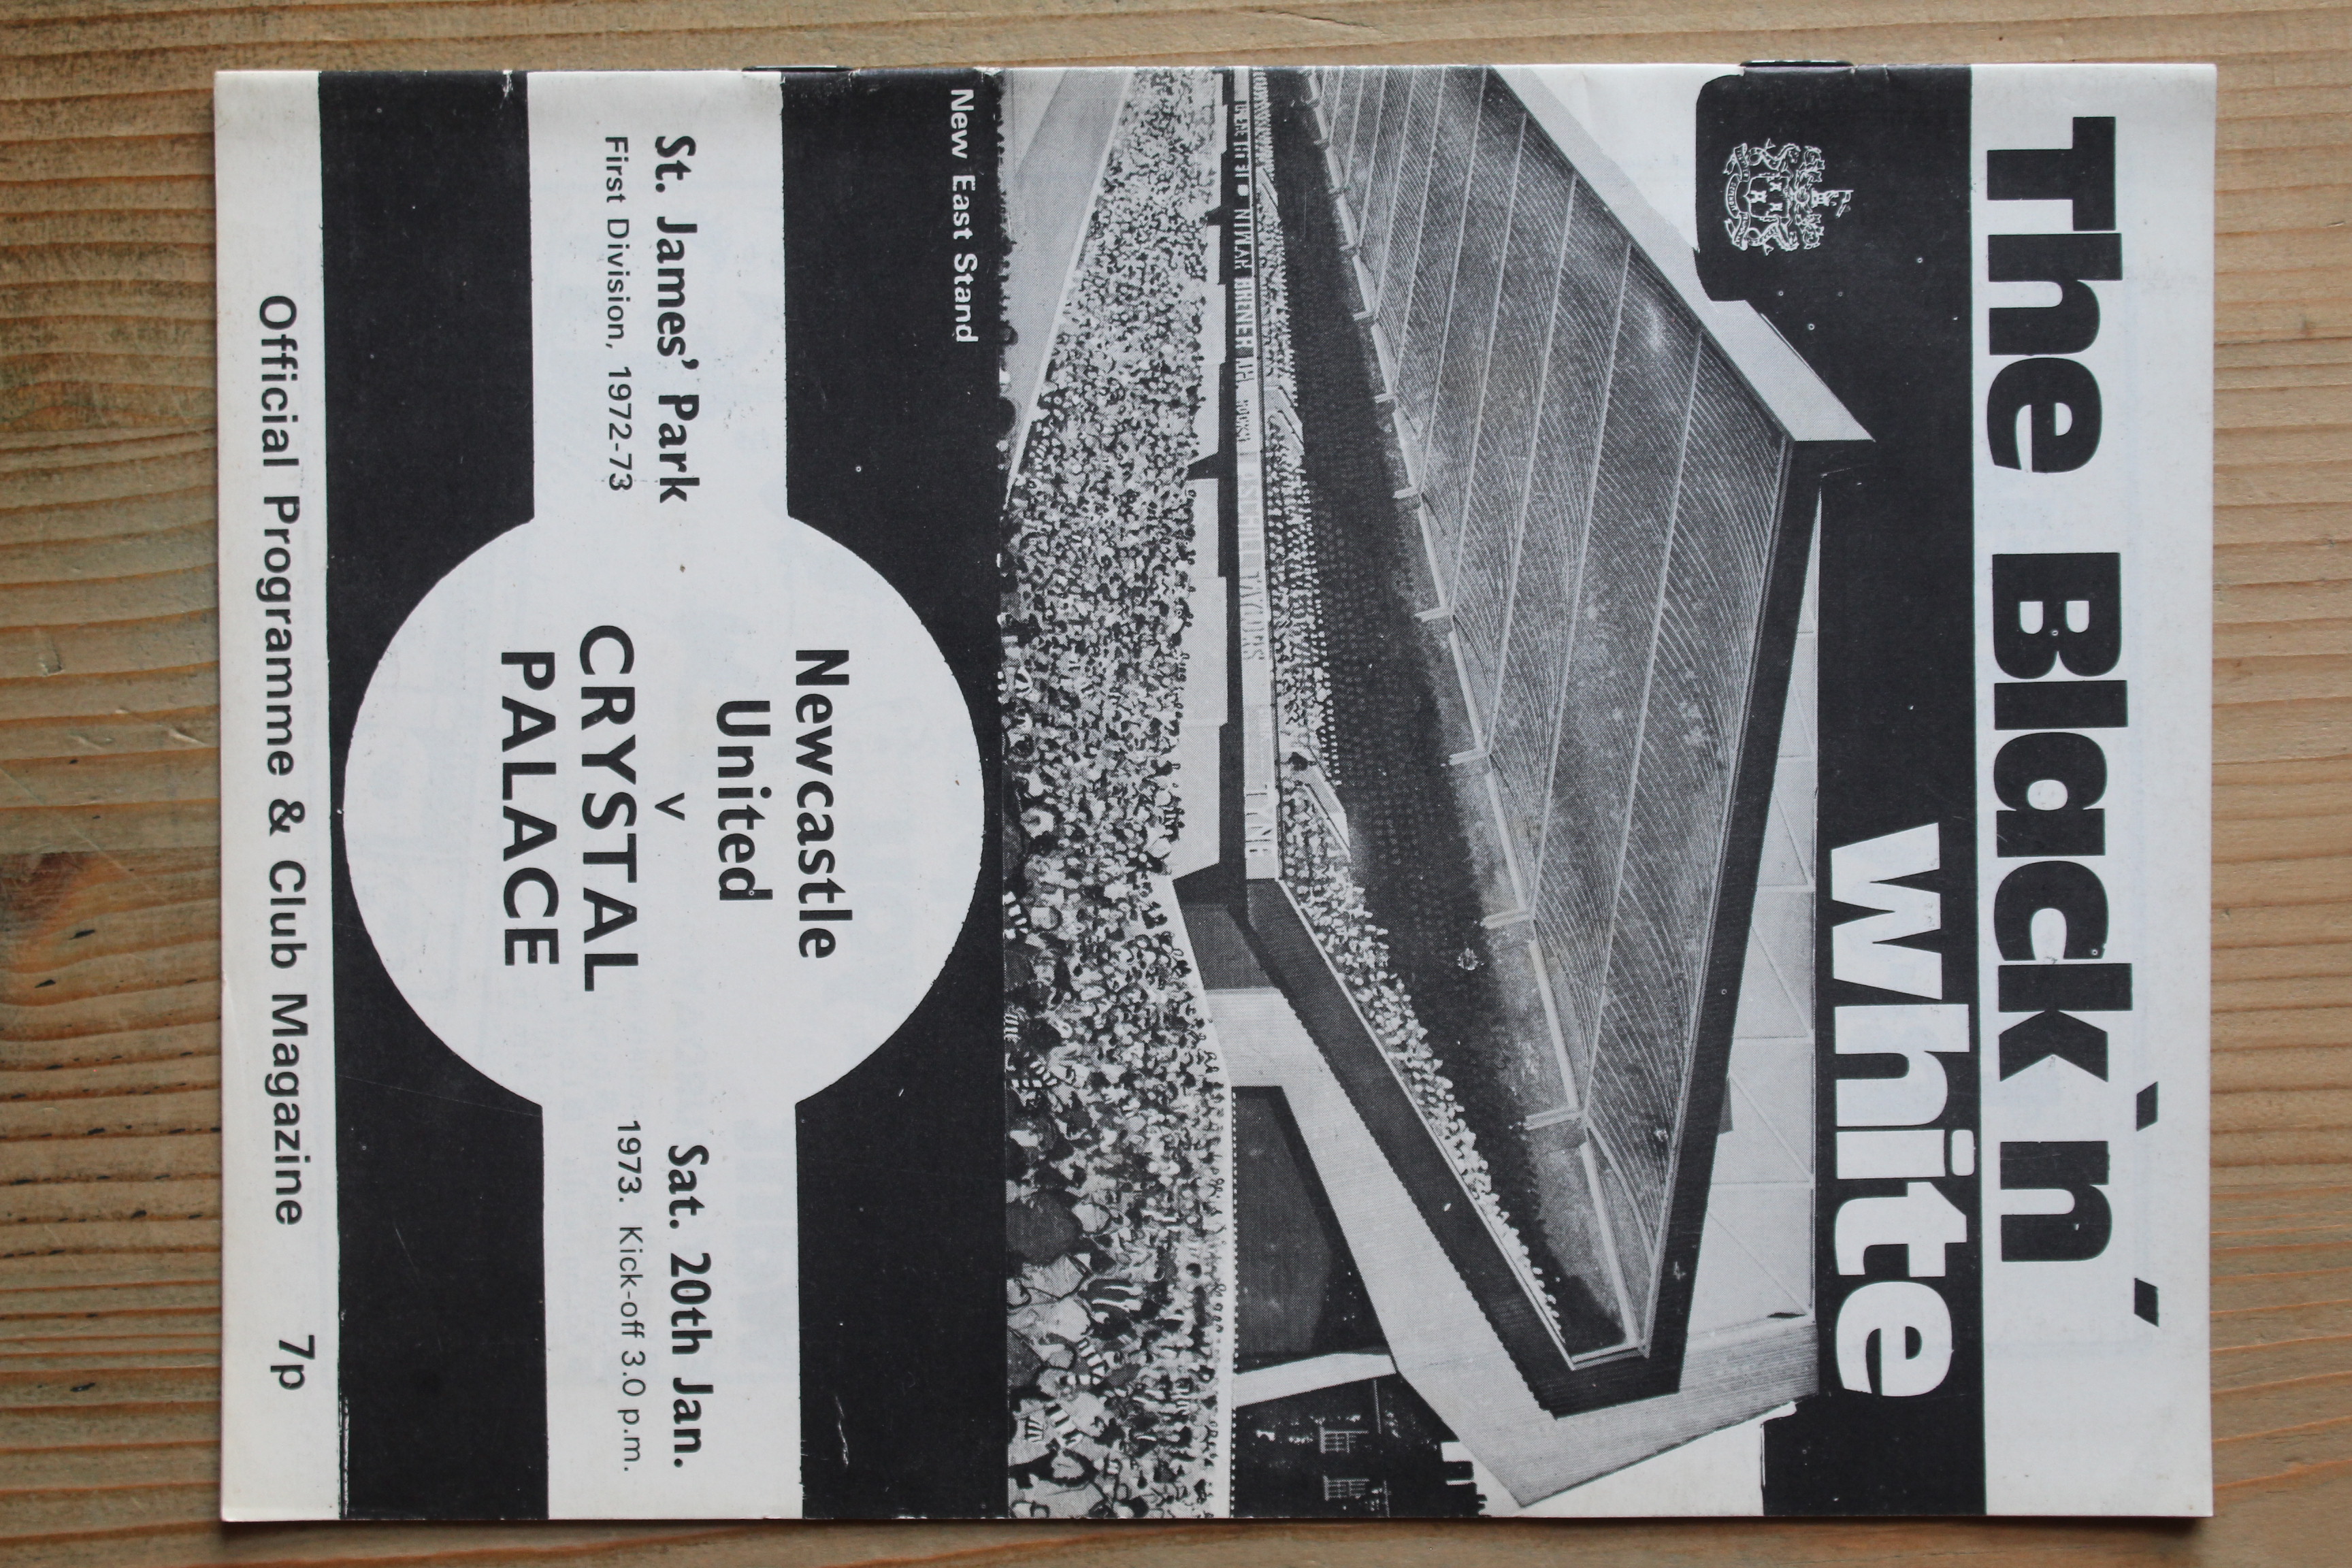 The Black 'n'
white
New East Stand
Newcastle
United
v
CRYSTAL
PALACE
St. James' Park
First Division, 1972-73
Sat. 20th Jan.
1973. Kick-off 3.0 p.m.
Official Programme & Club Magazine 7p